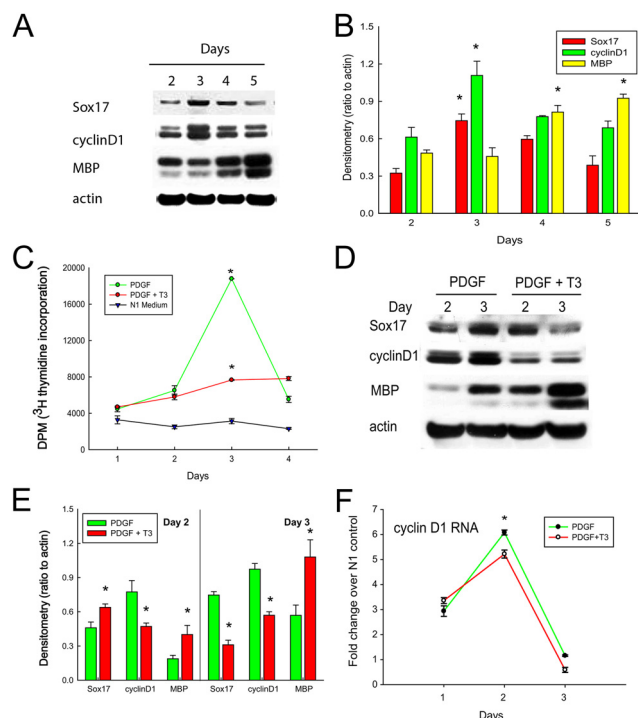 A
Days
2 3 4 5
Sox17
cyclinD1
MBP
actin
B
Sox17
cyclinD1
MBP
Densitometry (ratio to actin)
1.5
1.2
0.9
0.6
0.3
0.0
* * * *
2 3 4 5
Days
C
PDGF
PDGF + T3
N1 Medium
DPM (³H thymidine incorporation)
20000
16000
12000
8000
4000
0
*
*
1 2 3 4
Days
D
PDGF PDGF + T3
Day
2 3 2 3
Sox17
cyclinD1
MBP
actin
E
PDGF
PDGF + T3
Day 2
Day 3
Densitometry (ratio to actin)
1.5
1.2
0.9
0.6
0.3
0.0
* * * * * *
Sox17 cyclinD1 MBP Sox17 cyclinD1 MBP
F
cyclin D1 RNA
PDGF
PDGF+T3
Fold change over N1 control
7
6
5
4
3
2
1
0
*
1 2 3
Days